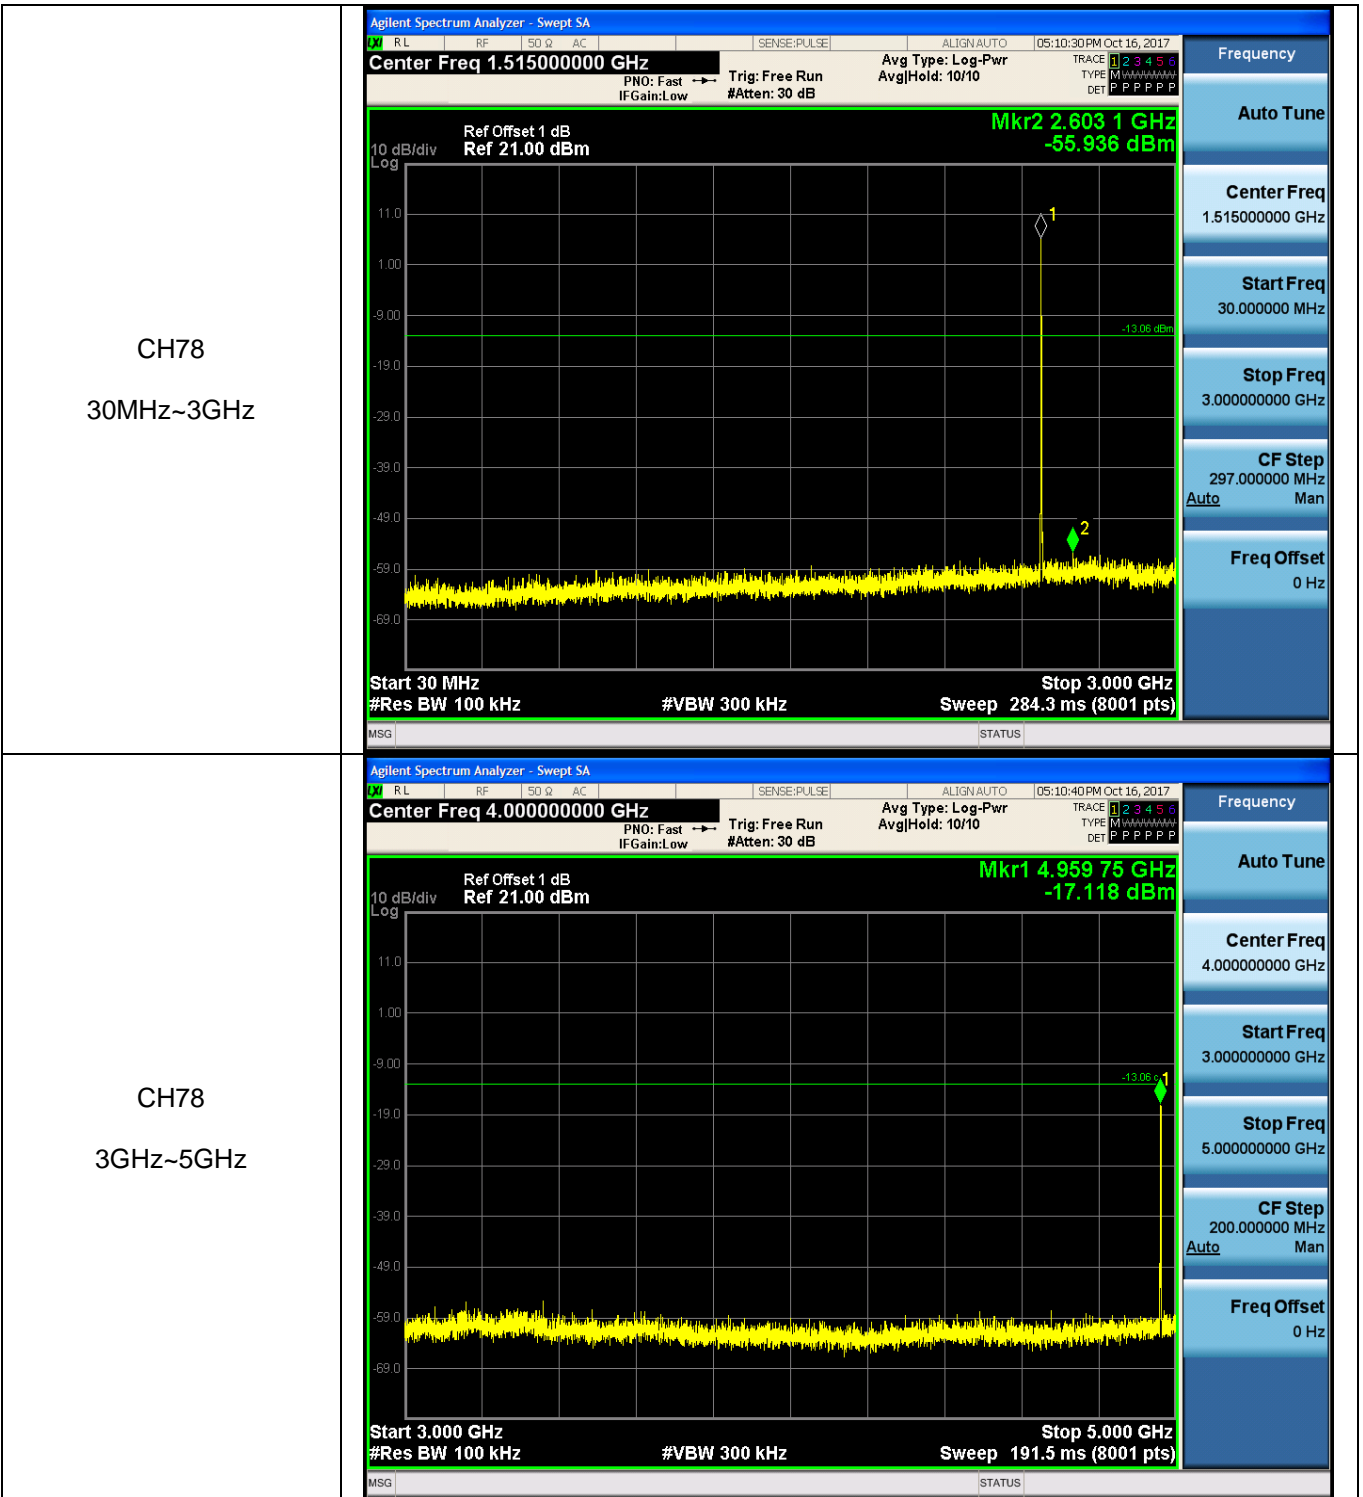 CH78
30MHz~3GHz
Agilent Spectrum Analyzer - Swept SA
LXI RL RF 50 Ω AC SENSE:PULSE ALIGN AUTO 05:10:30 PM Oct 16, 2017
Center Freq 1.515000000 GHz
PNO: Fast
IFGain:Low
Trig: Free Run
#Atten: 30 dB
Avg Type: Log-Pwr
Avg|Hold: 10/10
TRACE 1 2 3 4 5 6
TYPE M WWWWW
DET P P P P P P
Mkr2 2.603 1 GHz
-55.936 dBm
Ref Offset 1 dB
10 dB/div Ref 21.00 dBm
Log
11.0
1.00
-9.00
-19.0
-29.0
-39.0
-49.0
-59.0
-69.0
1
-13.06 dBm
2
Start 30 MHz Stop 3.000 GHz
#Res BW 100 kHz #VBW 300 kHz Sweep 284.3 ms (8001 pts)
MSG STATUS
Frequency
Auto Tune
Center Freq
1.515000000 GHz
Start Freq
30.000000 MHz
Stop Freq
3.000000000 GHz
CF Step
297.000000 MHz
Auto Man
Freq Offset
0 Hz
CH78
3GHz~5GHz
Agilent Spectrum Analyzer - Swept SA
LXI RL RF 50 Ω AC SENSE:PULSE ALIGN AUTO 05:10:40 PM Oct 16, 2017
Center Freq 4.000000000 GHz
PNO: Fast
IFGain:Low
Trig: Free Run
#Atten: 30 dB
Avg Type: Log-Pwr
Avg|Hold: 10/10
TRACE 1 2 3 4 5 6
TYPE M WWWWW
DET P P P P P P
Mkr1 4.959 75 GHz
-17.118 dBm
Ref Offset 1 dB
10 dB/div Ref 21.00 dBm
Log
11.0
1.00
-9.00
-19.0
-29.0
-39.0
-49.0
-59.0
-69.0
-13.06
1
Start 3.000 GHz Stop 5.000 GHz
#Res BW 100 kHz #VBW 300 kHz Sweep 191.5 ms (8001 pts)
MSG STATUS
Frequency
Auto Tune
Center Freq
4.000000000 GHz
Start Freq
3.000000000 GHz
Stop Freq
5.000000000 GHz
CF Step
200.000000 MHz
Auto Man
Freq Offset
0 Hz